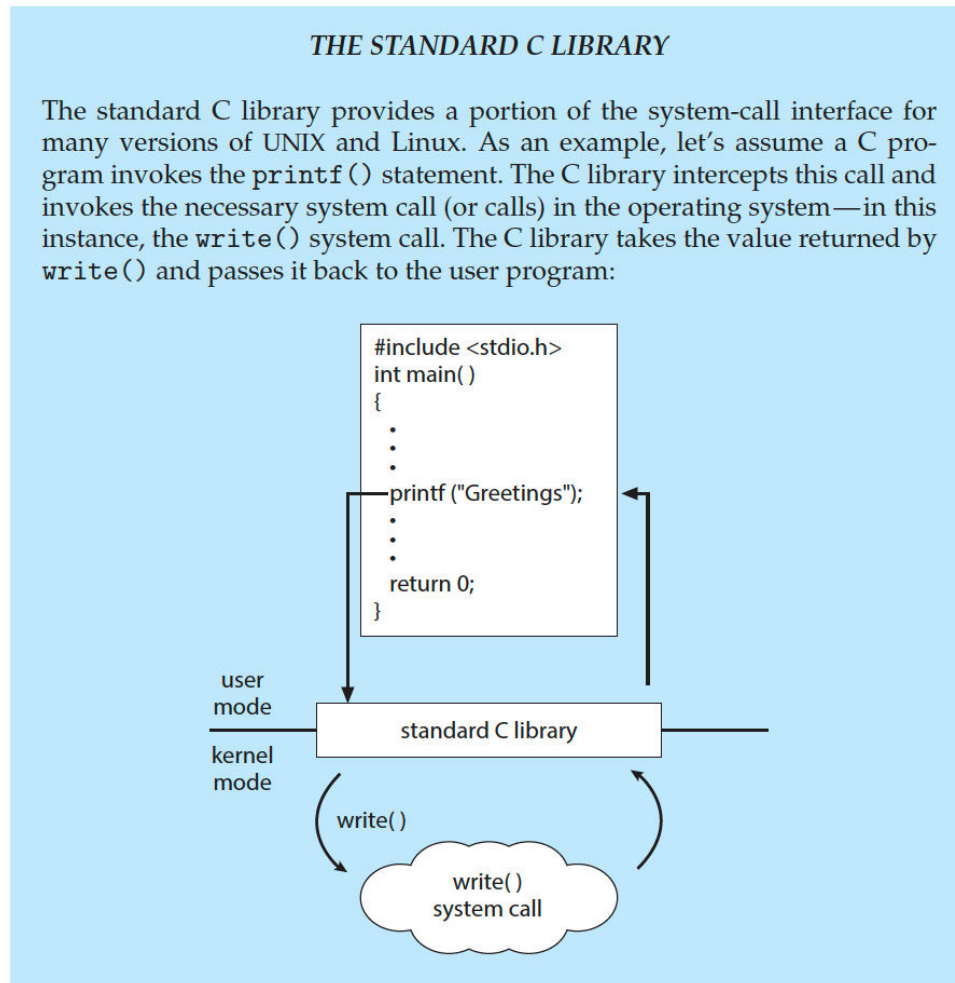 THE STANDARD C LIBRARY
The standard C library provides a portion of the system-call interface for
many versions of UNIX and Linux. As an example, let's assume a C pro-
gram invokes the printf() statement. The C library intercepts this call and
invokes the necessary system call (or calls) in the operating system—in this
instance, the write() system call. The C library takes the value returned by
write() and passes it back to the user program:
#include <stdio.h>
int main( )
{
•
•
•
printf ("Greetings");
•
•
•
return 0;
}
user
mode
standard C library
kernel
mode
write( )
write( )
system call